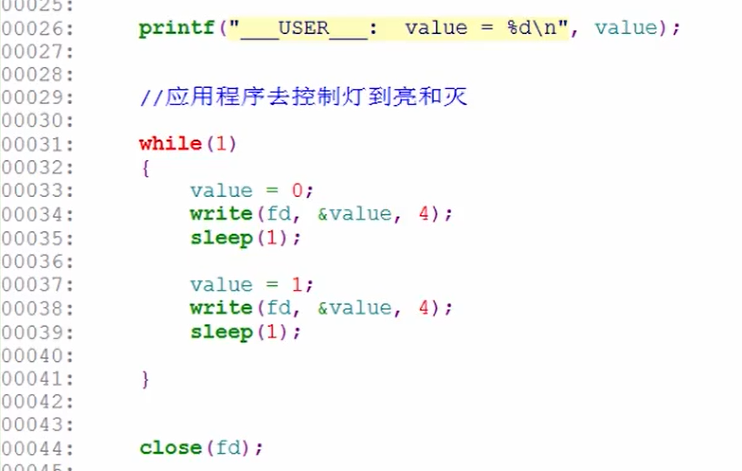 00025:
00026: printf("___USER___: value = %d\n", value);
00027:
00028:
00029: //应用程序去控制灯到亮和灭
00030:
00031: while(1)
00032: {
00033: value = 0;
00034: write(fd, &value, 4);
00035: sleep(1);
00036:
00037: value = 1;
00038: write(fd, &value, 4);
00039: sleep(1);
00040:
00041: }
00042:
00043:
00044: close(fd);
00045: